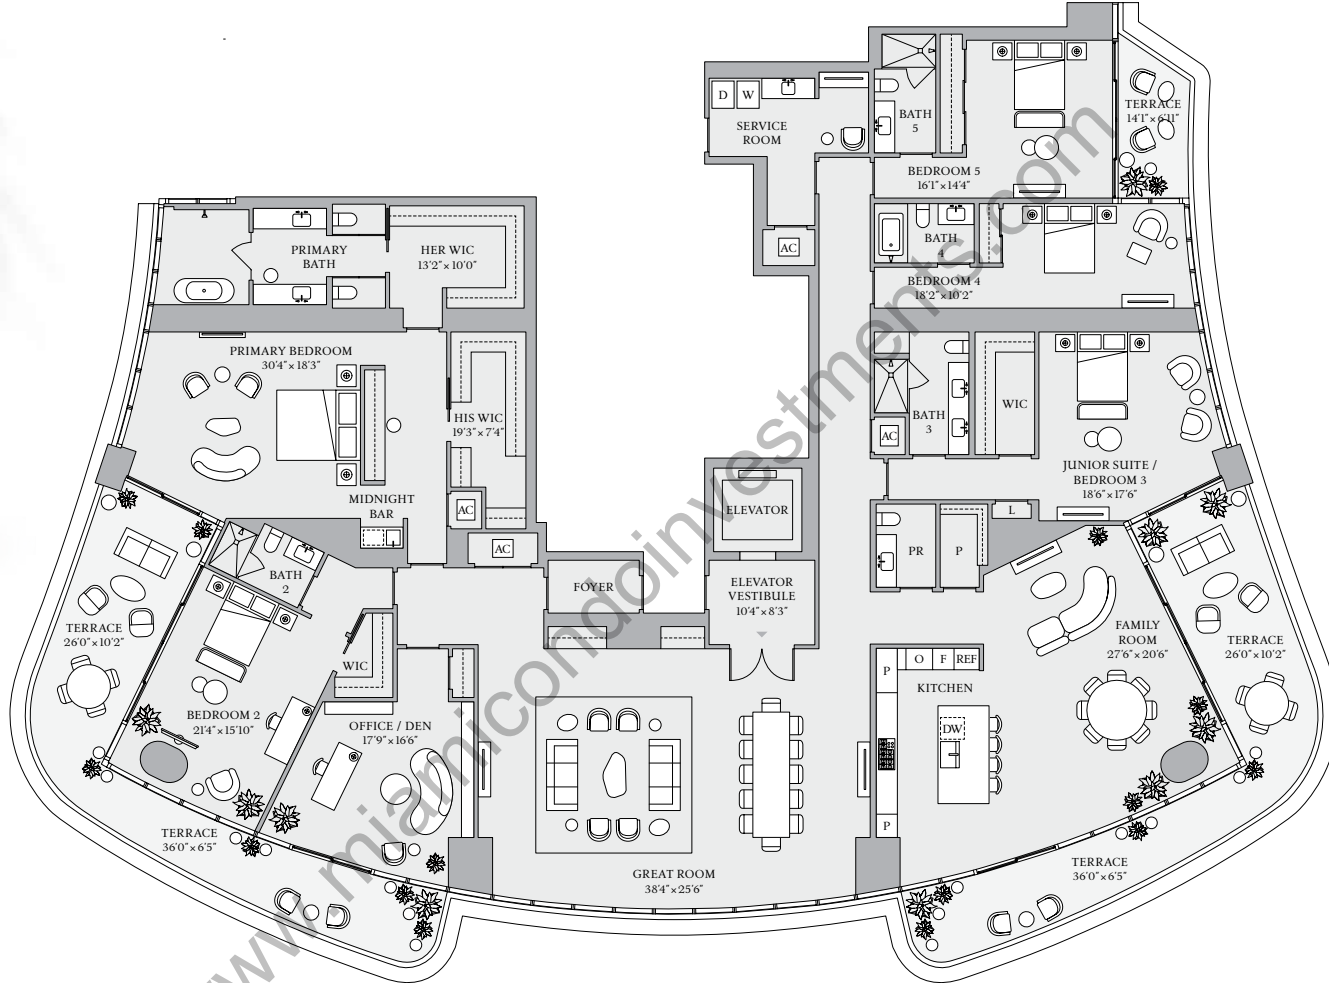 TERRACE
14'1" × 6'11"
D
W
SERVICE
ROOM
BATH
5
BEDROOM 5
16'1" × 14'4"
AC
BATH
4
BEDROOM 4
18'2" × 10'2"
PRIMARY
BATH
HER WIC
13'2" × 10'0"
PRIMARY BEDROOM
30'4" × 18'3"
HIS WIC
19'3" × 7'4"
MIDNIGHT
BAR
AC
AC
BATH
3
WIC
AC
JUNIOR SUITE /
BEDROOM 3
18'6" × 17'6"
L
ELEVATOR
PR
P
FOYER
ELEVATOR
VESTIBULE
10'4" × 8'3"
BATH
2
TERRACE
26'0" × 10'2"
WIC
BEDROOM 2
21'4" × 15'10"
OFFICE / DEN
17'9" × 16'6"
FAMILY
ROOM
27'6" × 20'6"
TERRACE
26'0" × 10'2"
P
O
F
REF
KITCHEN
DW
P
TERRACE
36'0" × 6'5"
GREAT ROOM
38'4" × 25'6"
TERRACE
36'0" × 6'5"
www.miamicondoinvestments.com